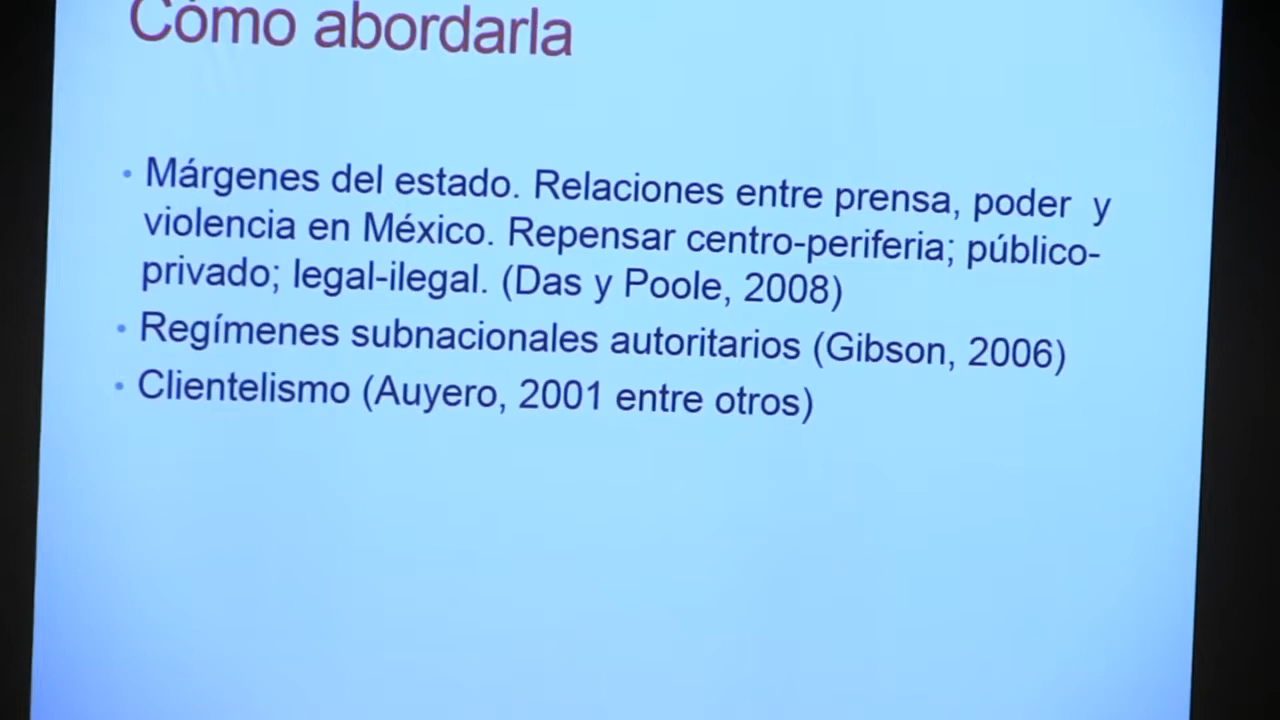 Cómo abordarla
• Márgenes del estado. Relaciones entre prensa, poder y
violencia en México. Repensar centro-periferia; público-
privado; legal-ilegal. (Das y Poole, 2008)
• Regímenes subnacionales autoritarios (Gibson, 2006)
• Clientelismo (Auyero, 2001 entre otros)